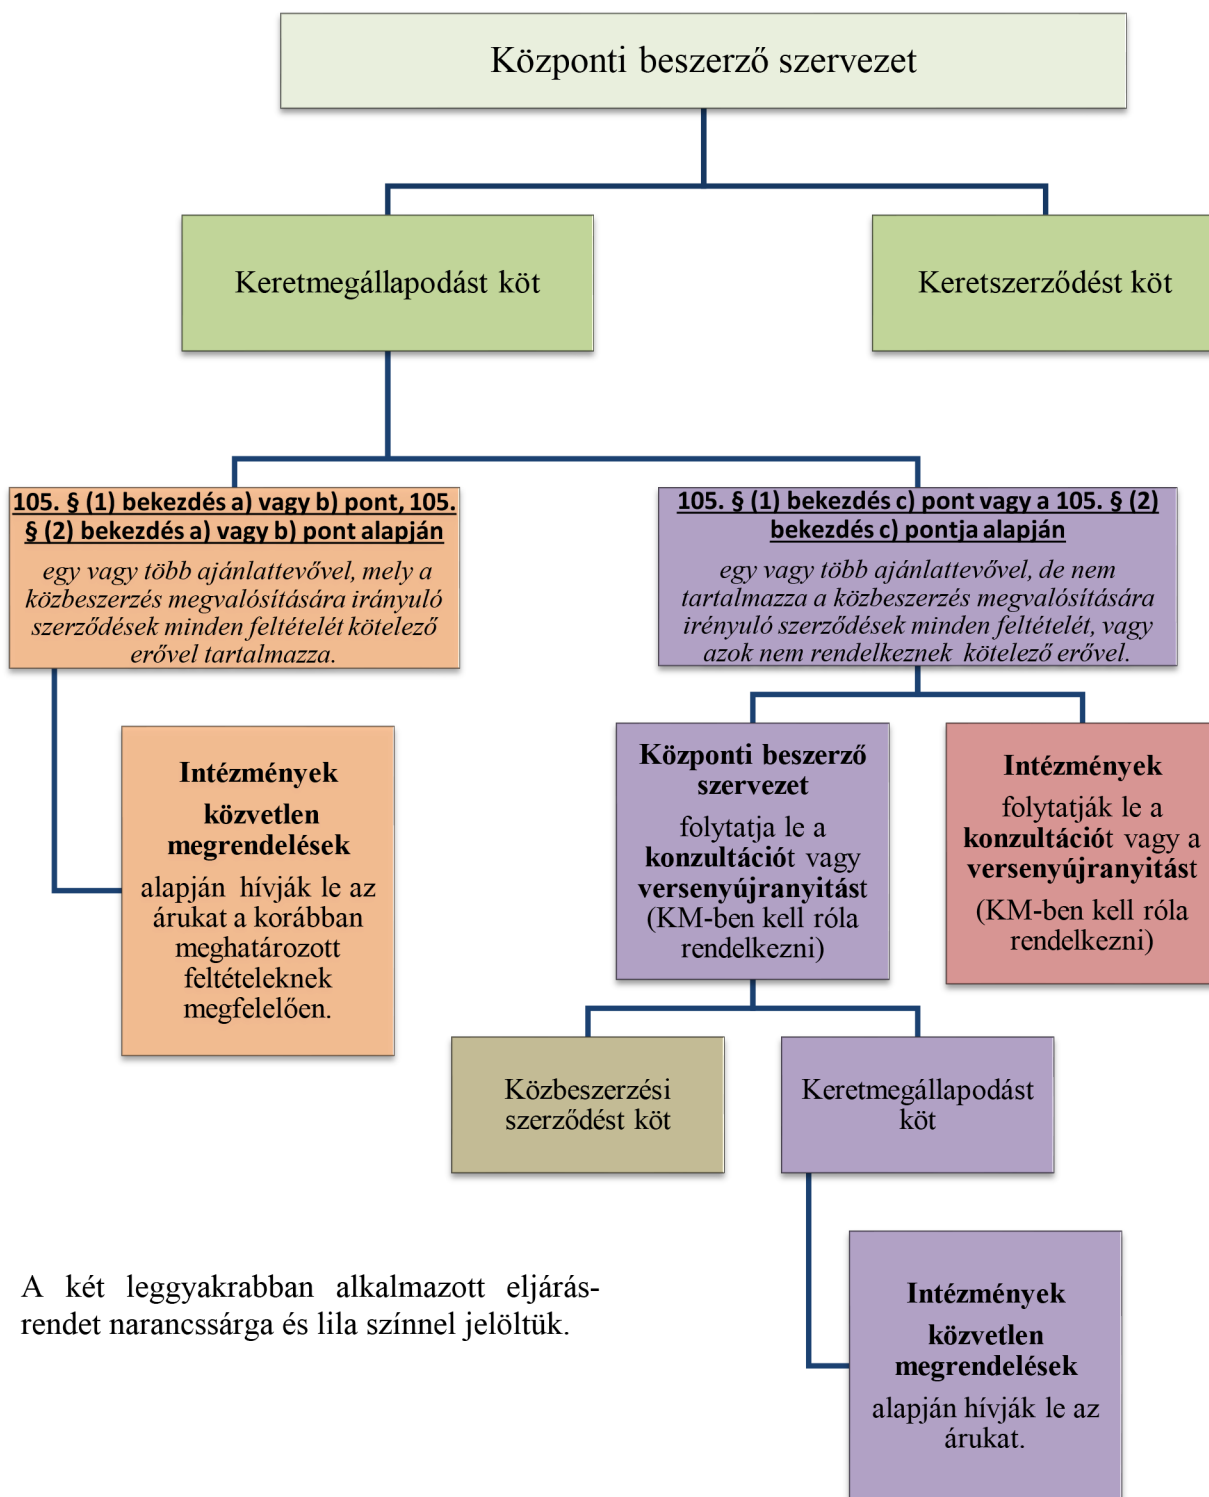 Központi beszerző szervezet
Keretmegállapodást köt
Keretszerződést köt
105. § (1) bekezdés a) vagy b) pont, 105.
§ (2) bekezdés a) vagy b) pont alapján
egy vagy több ajánlattevővel, mely a
közbeszerzés megvalósítására irányuló
szerződések minden feltételét kötelező
erővel tartalmazza.
105. § (1) bekezdés c) pont vagy a 105. § (2)
bekezdés c) pontja alapján
egy vagy több ajánlattevővel, de nem
tartalmazza a közbeszerzés megvalósítására
irényuló szerződések minden feltételét, vagy
azok nem rendelkeznek kötelező erővel.
Intézmények
közvetlen
megrendelések
alapján hívják le az
árukat a korábban
meghatározott
feltételeknek
megfelelően.
Központi beszerző
szervezet
folytatja le a
konzultációt vagy
versenyújranyitást
(KM-ben kell róla
rendelkezni)
Intézmények
folytatják le a
konzultációt vagy a
versenyújranyitást
(KM-ben kell róla
rendelkezni)
Közbeszerzési
szerződést köt
Keretmegállapodást
köt
Intézmények
közvetlen
megrendelések
alapján hívják le az
árukat.
A két leggyakrabban alkalmazott eljárás-
rendet narancssárga és lila színnel jelöltük.